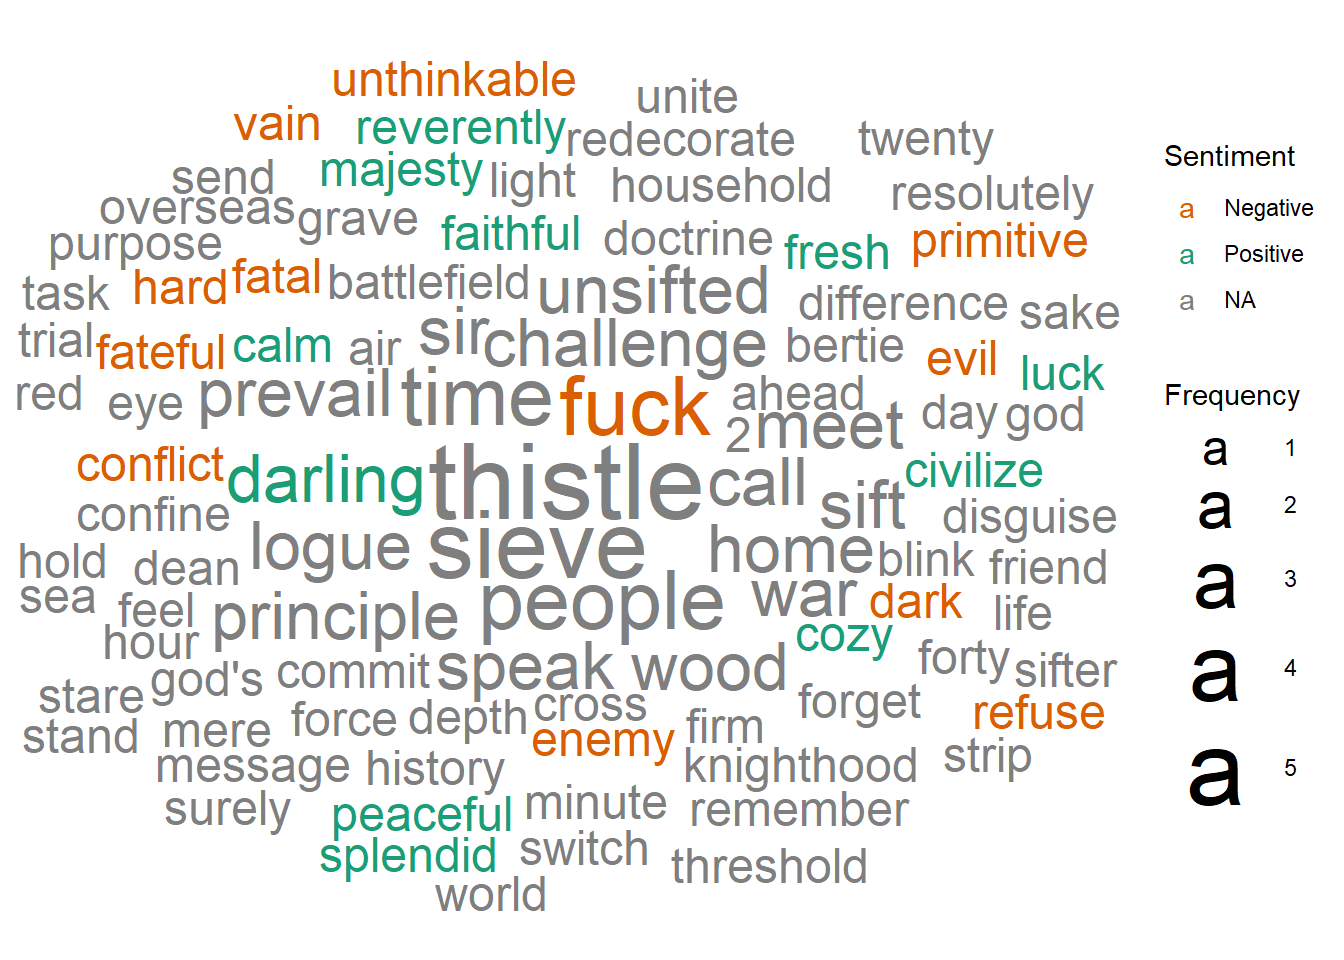 unthinkable
unite
vain reverently redecorate twenty
send majesty light household resolutely
overseas grave faithful doctrine fresh primitive
purpose
task hard fatal battlefield unsifted difference sake
trial fateful calm air sir challenge bertie evil luck
red eye prevail time fuck ahead day god
2 meet
conflict darling thistle call civilize
confine sift disguise
hold dean logue sieve home blink friend
sea feel principle people war dark life
hour cozy
stare god's commit speak wood forty sifter
stand mere force depth cross firm forget refuse
enemy
message history knighthood strip
surely peaceful minute remember
splendid switch threshold
world
Sentiment
a Negative
a Positive
a NA
Frequency
a 1
a 2
a 3
a 4
a 5